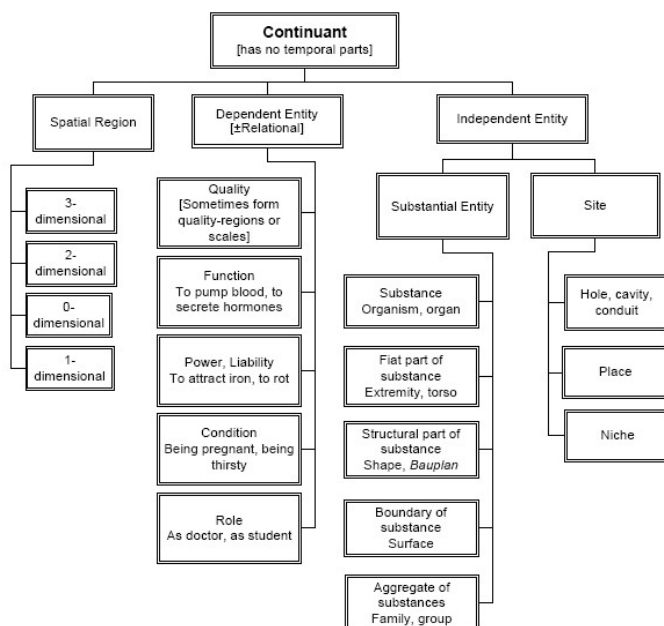 Continuant
[has no temporal parts]
Spatial Region
Dependent Entity
[±Relational]
Independent Entity
3-
dimensional
2-
dimensional
0-
dimensional
1-
dimensional
Quality
[Sometimes form
quality-regions or
scales]
Function
To pump blood, to
secrete hormones
Power, Liability
To attract iron, to rot
Condition
Being pregnant, being
thirsty
Role
As doctor, as student
Substantial Entity
Site
Substance
Organism, organ
Fiat part of
substance
Extremity, torso
Structural part of
substance
Shape, Bauplan
Boundary of
substance
Surface
Aggregate of
substances
Family, group
Hole, cavity,
conduit
Place
Niche